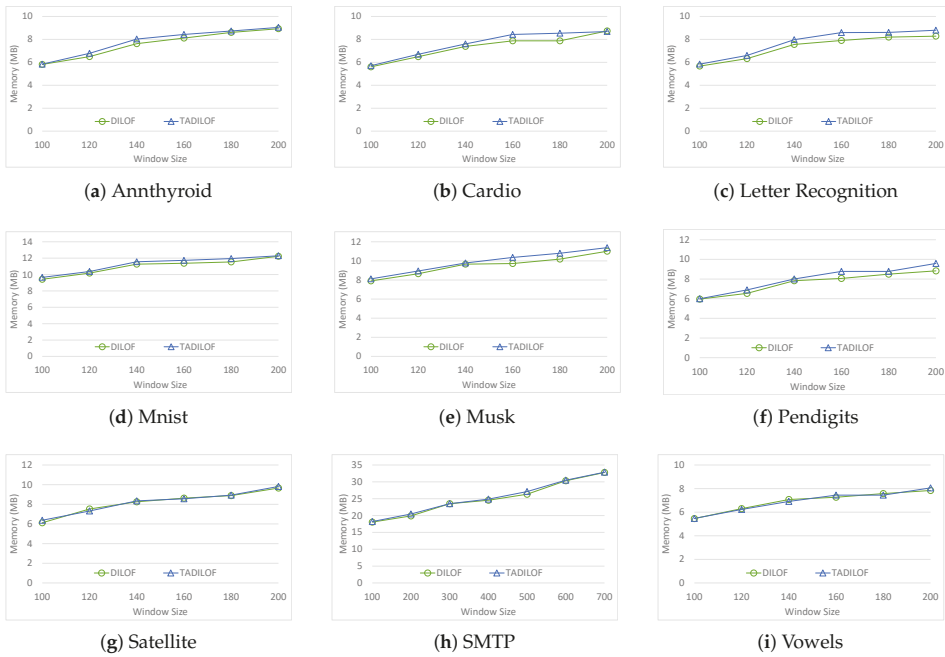 10
8
6
4
2
0
Memory (MB)
DILOF
TADILOF
100 120 140 160 180 200
Window Size
(a) Annthyroid
10
8
6
4
2
0
Memory (MB)
DILOF
TADILOF
100 120 140 160 180 200
Window Size
(b) Cardio
10
8
6
4
2
0
Memory (MB)
DILOF
TADILOF
100 120 140 160 180 200
Window Size
(c) Letter Recognition
14
12
10
8
6
4
2
0
Memory (MB)
DILOF
TADILOF
100 120 140 160 180 200
Window Size
(d) Mnist
12
10
8
6
4
2
0
Memory (MB)
DILOF
TADILOF
100 120 140 160 180 200
Window Size
(e) Musk
12
10
8
6
4
2
0
Memory (MB)
DILOF
TADILOF
100 120 140 160 180 200
Window Size
(f) Pendigits
12
10
8
6
4
2
0
Memory (MB)
DILOF
TADILOF
100 120 140 160 180 200
Window Size
(g) Satellite
35
30
25
20
15
10
5
0
Memory (MB)
DILOF
TADILOF
100 200 300 400 500 600 700
Window Size
(h) SMTP
10
8
6
4
2
0
Memory (MB)
DILOF
TADILOF
100 120 140 160 180 200
Window Size
(i) Vowels